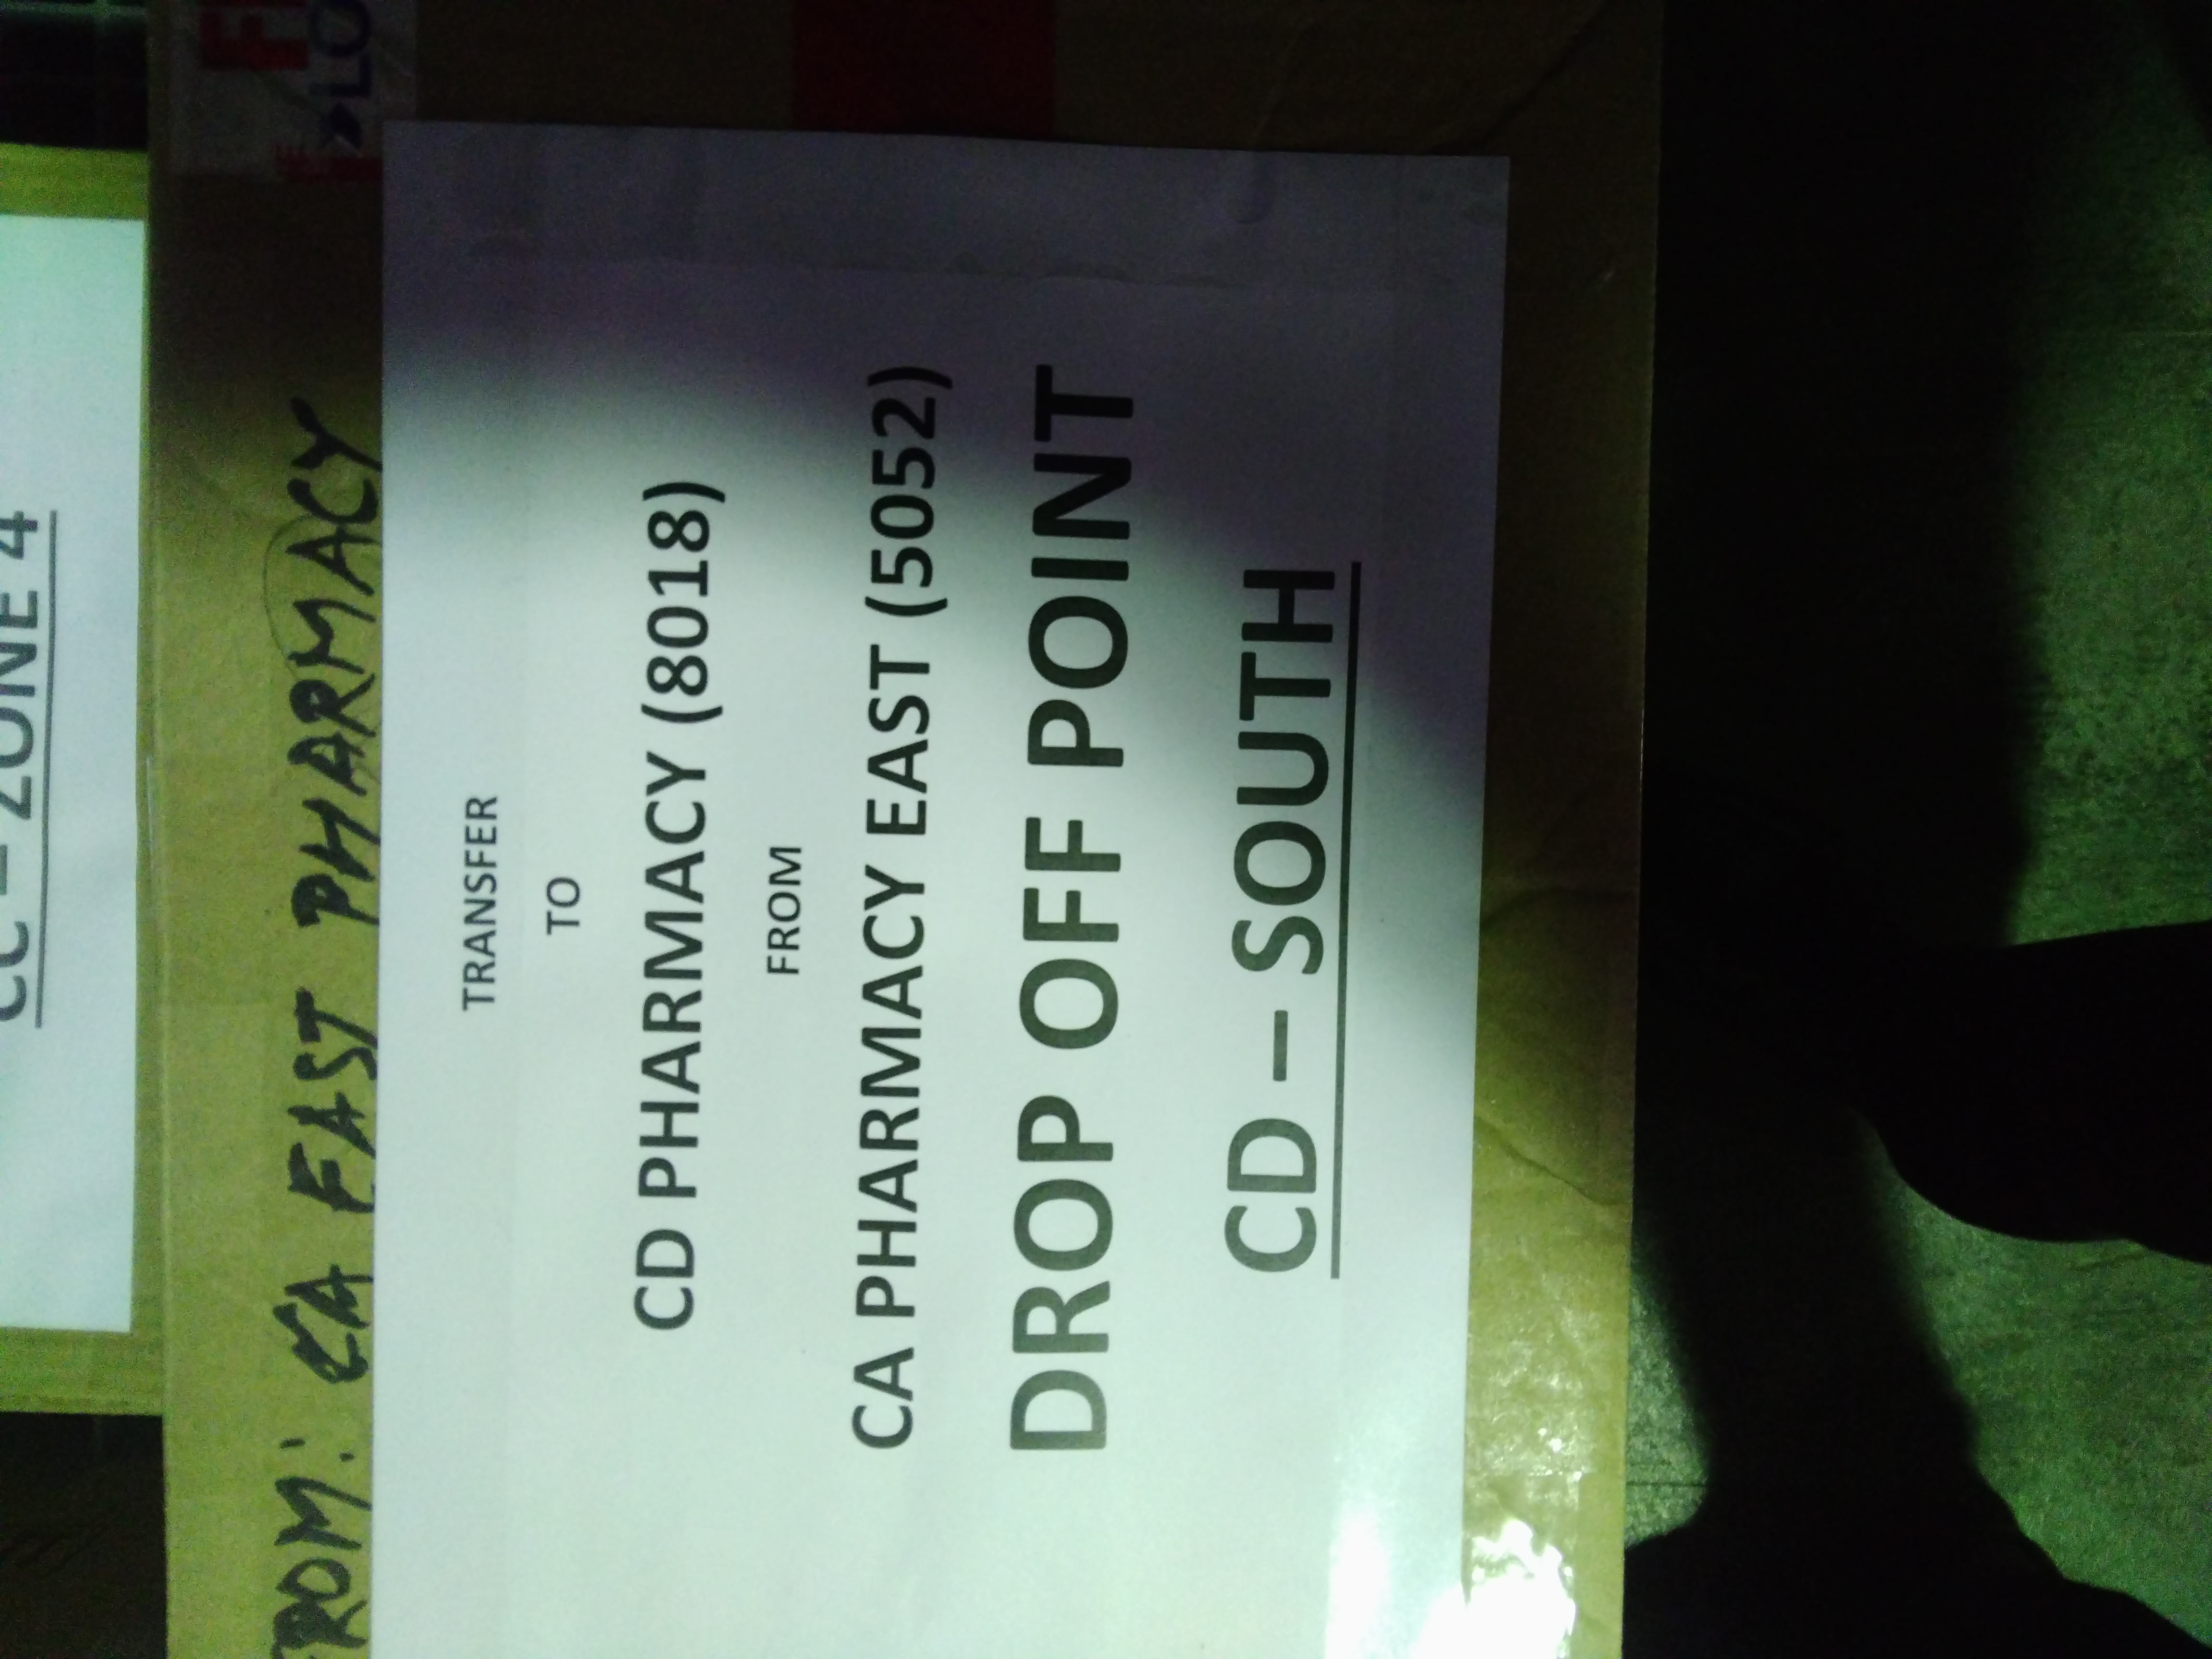 CC – ZONE 4
FROM: CA EAST PHARMACY
TRANSFER
TO
CD PHARMACY (8018)
FROM
CA PHARMACY EAST (5052)
DROP OFF POINT
CD – SOUTH